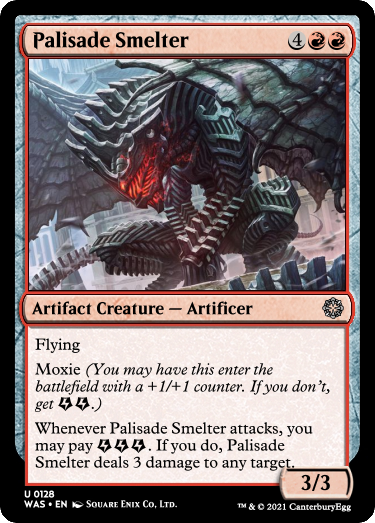 Palisade Smelter 4
Artifact Creature — Artificer
Flying
Moxie (You may have this enter the
battlefield with a +1/+1 counter. If you don't,
get .)
Whenever Palisade Smelter attacks, you
may pay . If you do, Palisade
Smelter deals 3 damage to any target.
3/3
U 0128
WAS • EN SQUARE ENIX CO, LTD.
™ & © 2021 CanterburyEgg